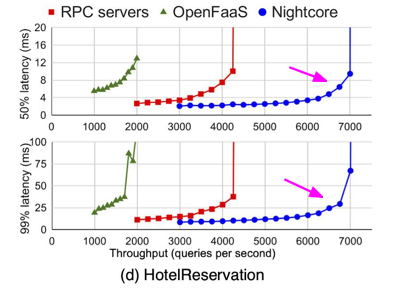 RPC servers OpenFaaS Nightcore
50% latency (ms)
20
16
12
8
4
0
0 1000 2000 3000 4000 5000 6000 7000
99% latency (ms)
100
75
50
25
0
0 1000 2000 3000 4000 5000 6000 7000
Throughput (queries per second)
(d) HotelReservation